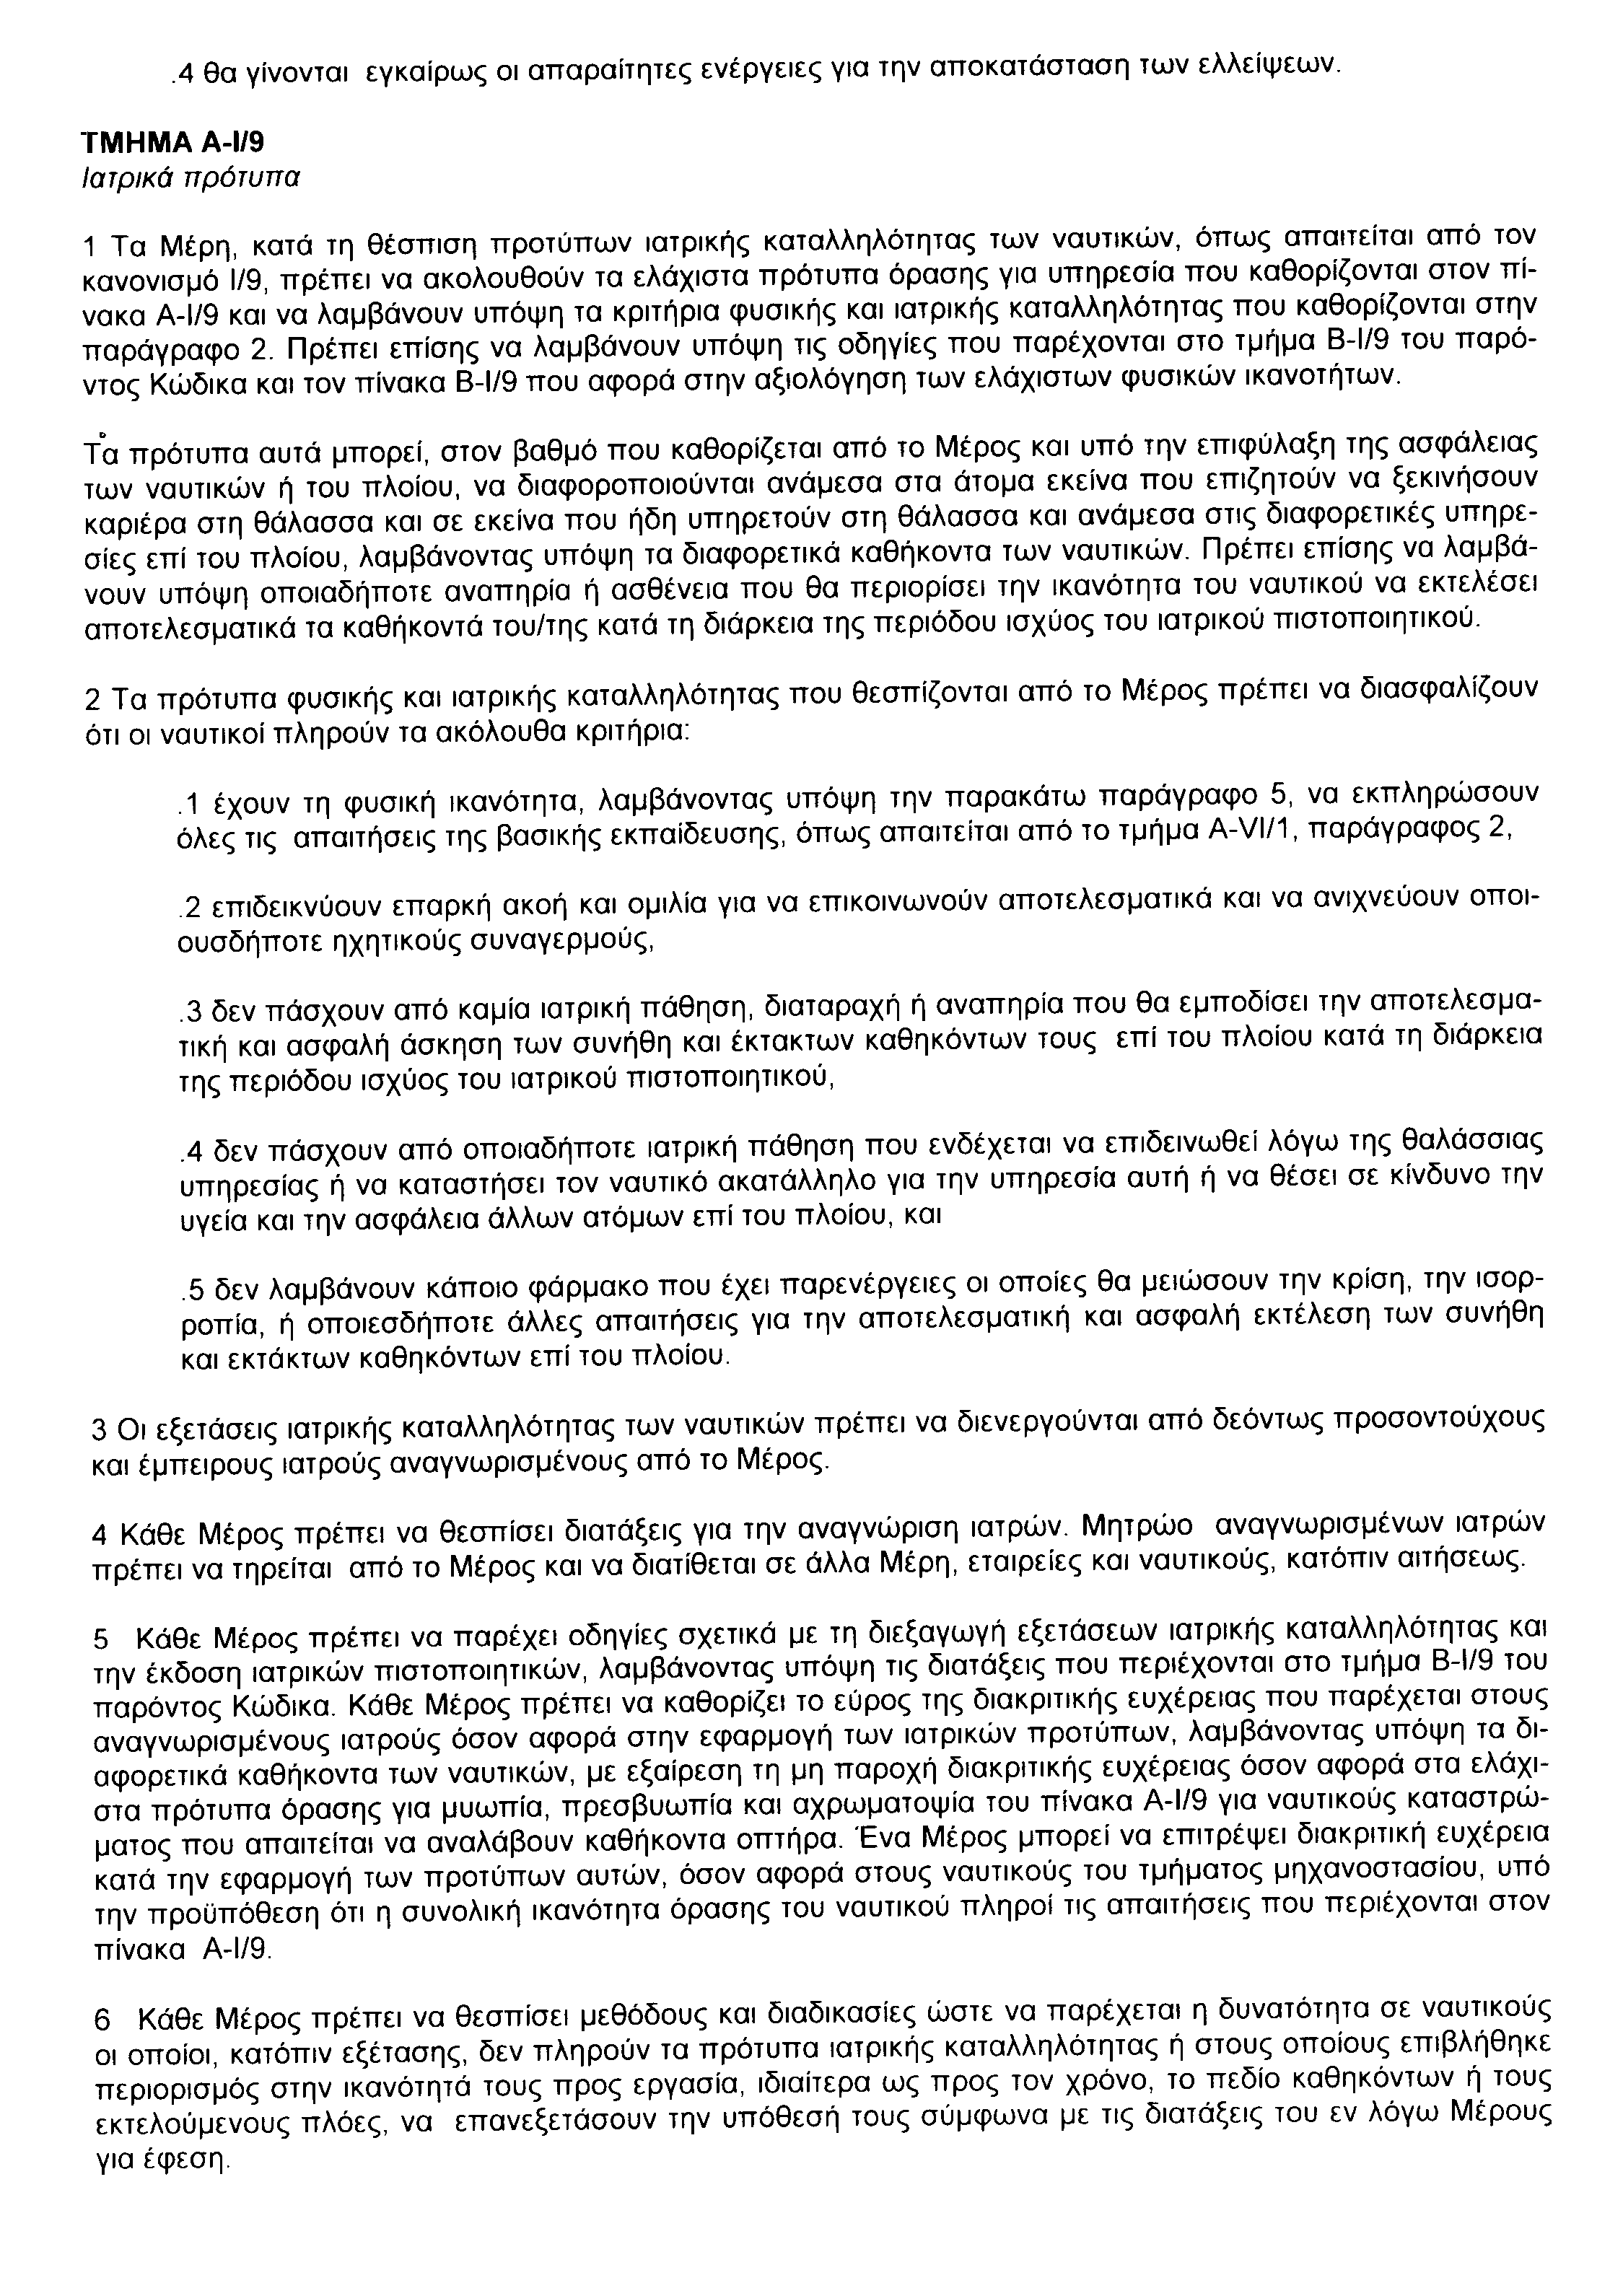 .4 θα γίνονται εγκαίρως οι απαραίτητες ενέργειες για την αποκατάσταση των ελλείψεων.
ΤΜΗΜΑ Α-Ι/9
Ιατρικά πρότυπα
1 Τα Μέρη, κατά τη θέσπιση προτύπων ιατρικής καταλληλότητας των ναυτικών, όπως απαιτείται από τον
κανονισμό Ι/9, πρέπει να ακολουθούν τα ελάχιστα πρότυπα όρασης για υπηρεσία που καθορίζονται στον πί-
νακα Α-Ι/9 και να λαμβάνουν υπόψη τα κριτήρια φυσικής και ιατρικής καταλληλότητας που καθορίζονται στην
παράγραφο 2. Πρέπει επίσης να λαμβάνουν υπόψη τις οδηγίες που παρέχονται στο τμήμα Β-Ι/9 του παρό-
ντος Κώδικα και τον πίνακα Β-Ι/9 που αφορά στην αξιολόγηση των ελάχιστων φυσικών ικανοτήτων.
Τα πρότυπα αυτά μπορεί, στον βαθμό που καθορίζεται από το Μέρος και υπό την επιφύλαξη της ασφάλειας
των ναυτικών ή του πλοίου, να διαφοροποιούνται ανάμεσα στα άτομα εκείνα που επιζητούν να ξεκινήσουν
καριέρα στη θάλασσα και σε εκείνα που ήδη υπηρετούν στη θάλασσα και ανάμεσα στις διαφορετικές υπηρε-
σίες επί του πλοίου, λαμβάνοντας υπόψη τα διαφορετικά καθήκοντα των ναυτικών. Πρέπει επίσης να λαμβά-
νουν υπόψη οποιαδήποτε αναπηρία ή ασθένεια που θα περιορίσει την ικανότητα του ναυτικού να εκτελέσει
αποτελεσματικά τα καθήκοντά του/της κατά τη διάρκεια της περιόδου ισχύος του ιατρικού πιστοποιητικού.
2 Τα πρότυπα φυσικής και ιατρικής καταλληλότητας που θεσπίζονται από το Μέρος πρέπει να διασφαλίζουν
ότι οι ναυτικοί πληρούν τα ακόλουθα κριτήρια:
.1 έχουν τη φυσική ικανότητα, λαμβάνοντας υπόψη την παρακάτω παράγραφο 5, να εκπληρώσουν
όλες τις απαιτήσεις της βασικής εκπαίδευσης, όπως απαιτείται από το τμήμα Α-VI/1, παράγραφος 2,
.2 επιδεικνύουν επαρκή ακοή και ομιλία για να επικοινωνούν αποτελεσματικά και να ανιχνεύουν οποι-
ουσδήποτε ηχητικούς συναγερμούς,
.3 δεν πάσχουν από καμία ιατρική πάθηση, διαταραχή ή αναπηρία που θα εμποδίσει την αποτελεσμα-
τική και ασφαλή άσκηση των συνήθη και έκτακτων καθηκόντων τους επί του πλοίου κατά τη διάρκεια
της περιόδου ισχύος του ιατρικού πιστοποιητικού,
.4 δεν πάσχουν από οποιαδήποτε ιατρική πάθηση που ενδέχεται να επιδεινωθεί λόγω της θαλάσσιας
υπηρεσίας ή να καταστήσει τον ναυτικό ακατάλληλο για την υπηρεσία αυτή ή να θέσει σε κίνδυνο την
υγεία και την ασφάλεια άλλων ατόμων επί του πλοίου, και
.5 δεν λαμβάνουν κάποιο φάρμακο που έχει παρενέργειες οι οποίες θα μειώσουν την κρίση, την ισορ-
ροπία, ή οποιεσδήποτε άλλες απαιτήσεις για την αποτελεσματική και ασφαλή εκτέλεση των συνήθη
και εκτάκτων καθηκόντων επί του πλοίου.
3 Οι εξετάσεις ιατρικής καταλληλότητας των ναυτικών πρέπει να διενεργούνται από δεόντως προσοντούχους
και έμπειρους ιατρούς αναγνωρισμένους από το Μέρος.
4 Κάθε Μέρος πρέπει να θεσπίσει διατάξεις για την αναγνώριση ιατρών. Μητρώο αναγνωρισμένων ιατρών
πρέπει να τηρείται από το Μέρος και να διατίθεται σε άλλα Μέρη, εταιρείες και ναυτικούς, κατόπιν αιτήσεως.
5 Κάθε Μέρος πρέπει να παρέχει οδηγίες σχετικά με τη διεξαγωγή εξετάσεων ιατρικής καταλληλότητας και
την έκδοση ιατρικών πιστοποιητικών, λαμβάνοντας υπόψη τις διατάξεις που περιέχονται στο τμήμα Β-Ι/9 του
παρόντος Κώδικα. Κάθε Μέρος πρέπει να καθορίζει το εύρος της διακριτικής ευχέρειας που παρέχεται στους
αναγνωρισμένους ιατρούς όσον αφορά στην εφαρμογή των ιατρικών προτύπων, λαμβάνοντας υπόψη τα δι-
αφορετικά καθήκοντα των ναυτικών, με εξαίρεση τη μη παροχή διακριτικής ευχέρειας όσον αφορά στα ελάχι-
στα πρότυπα όρασης για μυωπία, πρεσβυωπία και αχρωματοψία του πίνακα Α-Ι/9 για ναυτικούς καταστρώ-
ματος που απαιτείται να αναλάβουν καθήκοντα οπτήρα. Ένα Μέρος μπορεί να επιτρέψει διακριτική ευχέρεια
κατά την εφαρμογή των προτύπων αυτών, όσον αφορά στους ναυτικούς του τμήματος μηχανοστασίου, υπό
την προϋπόθεση ότι η συνολική ικανότητα όρασης του ναυτικού πληροί τις απαιτήσεις που περιέχονται στον
πίνακα Α-Ι/9.
6 Κάθε Μέρος πρέπει να θεσπίσει μεθόδους και διαδικασίες ώστε να παρέχεται η δυνατότητα σε ναυτικούς
οι οποίοι, κατόπιν εξέτασης, δεν πληρούν τα πρότυπα ιατρικής καταλληλότητας ή στους οποίους επιβλήθηκε
περιορισμός στην ικανότητά τους προς εργασία, ιδιαίτερα ως προς τον χρόνο, το πεδίο καθηκόντων ή τους
εκτελούμενους πλόες, να επανεξετάσουν την υπόθεσή τους σύμφωνα με τις διατάξεις του εν λόγω Μέρους
για έφεση.